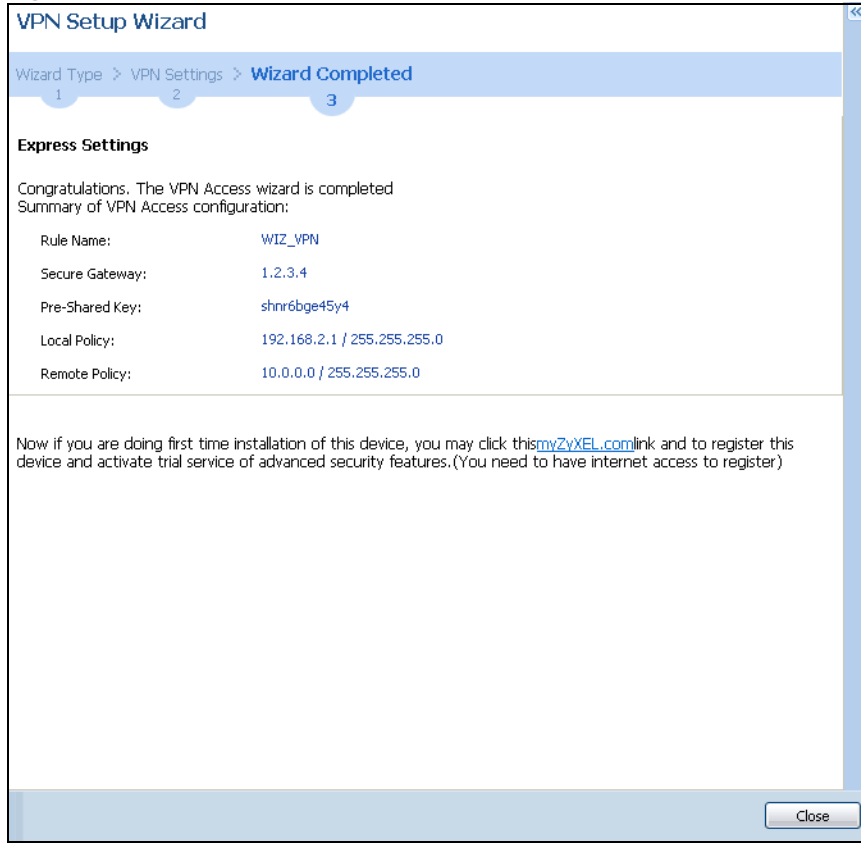 VPN Setup Wizard
Wizard Type > VPN Settings > Wizard Completed
1 2 3
Express Settings
Congratulations. The VPN Access wizard is completed
Summary of VPN Access configuration:
Rule Name: WIZ_VPN
Secure Gateway: 1.2.3.4
Pre-Shared Key: shnr6bge45y4
Local Policy: 192.168.2.1 / 255.255.255.0
Remote Policy: 10.0.0.0 / 255.255.255.0
Now if you are doing first time installation of this device, you may click thismyZyXEL.comlink and to register this
device and activate trial service of advanced security features.(You need to have internet access to register)
Close